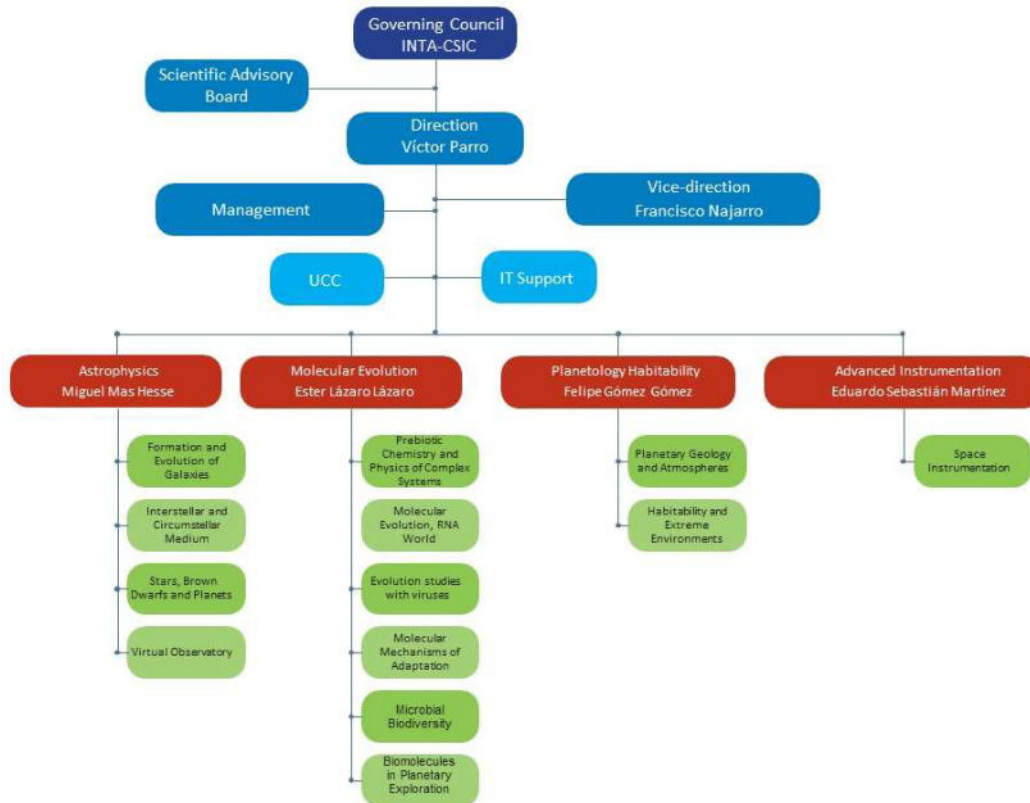 Governing Council
INTA-CSIC
Scientific Advisory
Board
Direction
Víctor Parro
Vice-direction
Francisco Najarro
Management
UCC
IT Support
Astrophysics
Miguel Mas Hesse
Molecular Evolution
Ester Lázaro Lázaro
Planetology Habitability
Felipe Gómez Gómez
Advanced Instrumentation
Eduardo Sebastián Martínez
Formation and
Evolution of
Galaxies
Interstellar and
Circumstellar
Medium
Stars, Brown
Dwarfs and Planets
Virtual Observatory
Prebiotic
Chemistry and
Physics of Complex
Systems
Molecular
Evolution, RNA
World
Evolution studies
with viruses
Molecular
Mechanisms of
Adaptation
Microbial
Biodiversity
Biomolecules
in Planetary
Exploration
Planetary Geology
and Atmospheres
Habitability and
Extreme
Environments
Space
Instrumentation